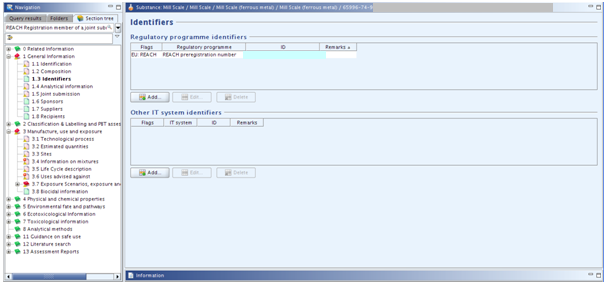 Navigation
Query results
Folders
Section tree
REACH Registration member of a joint subr
0 Related Information
1 General Information
1.1 Identification
1.2 Composition
1.3 Identifiers
1.4 Analytical information
1.5 Joint submission
1.6 Sponsors
1.7 Suppliers
1.8 Recipients
2 Classification & Labelling and PBT asses
3 Manufacture, use and exposure
3.1 Technological process
3.2 Estimated quantities
3.3 Sites
3.4 Information on mixtures
3.5 Life Cycle description
3.6 Uses advised against
3.7 Exposure Scenarios, exposure an
3.8 Biocidal information
4 Physical and chemical properties
5 Environmental fate and pathways
6 Ecotoxicological Information
7 Toxicological information
8 Analytical methods
11 Guidance on safe use
12 Literature search
13 Assessment Reports
Substance: Mill Scale / Mill Scale (ferrous metal) / Mill Scale (ferrous metal) / 65996-74-9
Identifiers
Regulatory programme identifiers
Flags Regulatory programme ID Remarks
EU: REACH REACH preregistration number
Add... Edit... Delete
Other IT system identifiers
Flags IT system ID Remarks
Add... Edit... Delete
Information